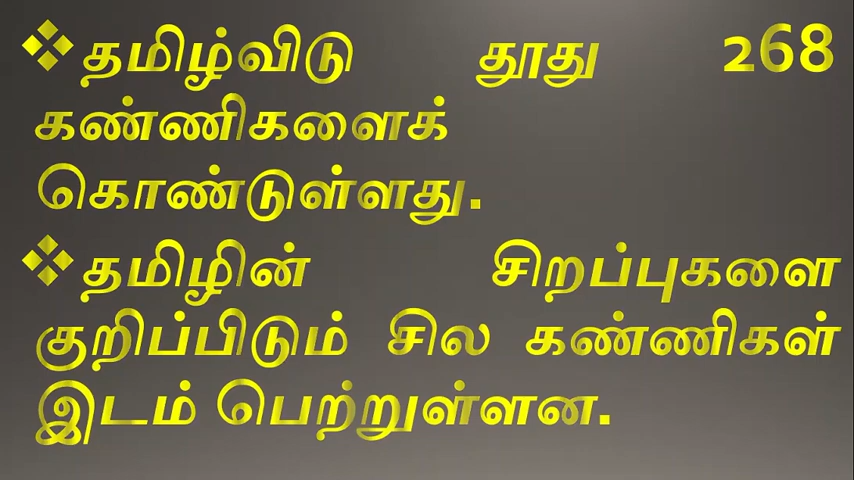 ❖தமிழ்விடு தூது 268
கண்ணிகளைக்
கொண்டுள்ளது.
❖தமிழின் சிறப்புகளை
குறிப்பிடும் சில கண்ணிகள்
இடம் பெற்றுள்ளன.